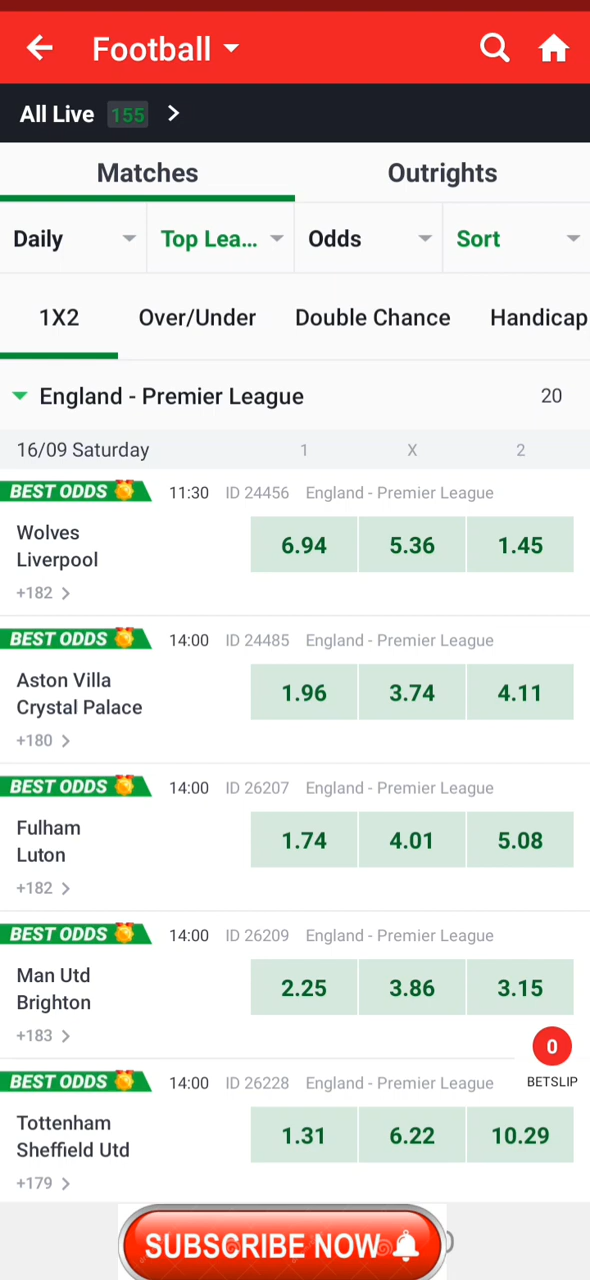 Football
All Live 155
Matches Outrights
Daily Top Lea... Odds Sort
1X2 Over/Under Double Chance Handicap
England - Premier League 20
16/09 Saturday 1 X 2
BEST ODDS 11:30 ID 24456 England - Premier League
Wolves
Liverpool
6.94 5.36 1.45
+182
BEST ODDS 14:00 ID 24485 England - Premier League
Aston Villa
Crystal Palace
1.96 3.74 4.11
+180
BEST ODDS 14:00 ID 26207 England - Premier League
Fulham
Luton
1.74 4.01 5.08
+182
BEST ODDS 14:00 ID 26209 England - Premier League
Man Utd
Brighton
2.25 3.86 3.15
+183
0
BETSLIP
BEST ODDS 14:00 ID 26228 England - Premier League
Tottenham
Sheffield Utd
1.31 6.22 10.29
+179
SUBSCRIBE NOW